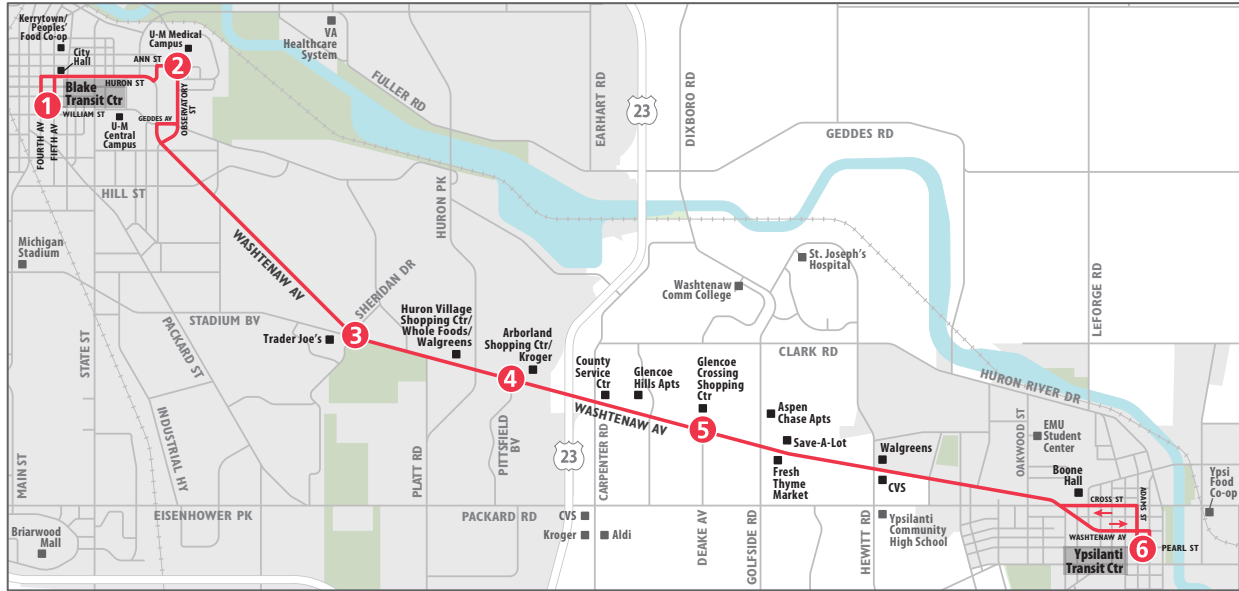 Kerrytown/
Peoples'
Food Co-op
City
Hall
U-M Medical
Campus
ANN ST
2
HURON ST
Blake
Transit Ctr
1
WILLIAM ST
U-M
Central
Campus
GEDDES AV
OBSERVATORY
ST
FOURTH AV
FIFTH AV
HILL ST
VA
Healthcare
System
FULLER RD
EARHART RD
23
DIXBORO RD
GEDDES RD
HURON PK
Michigan
Stadium
WASHTENAW AV
SHERIDAN DR
STADIUM BV
PACKARD ST
STATE ST
Trader Joe's
3
Huron Village
Shopping Ctr/
Whole Foods/
Walgreens
Arborland
Shopping Ctr/
Kroger
4
Washtenaw
Comm College
St. Joseph's
Hospital
LEFORGE RD
County
Service
Ctr
Glencoe
Hills Apts
Glencoe
Crossing
Shopping
Ctr
CLARK RD
HURON RIVER DR
WASHTENAW AV
5
Aspen
Chase Apts
Save-A-Lot
Fresh
Thyme
Market
Walgreens
CVS
OAKWOOD ST
EMU
Student
Center
Boone
Hall
Ypsi
Food
Co-op
MAIN ST
INDUSTRIAL HY
PLATT RD
PITTSFIELD
BV
23
CARPENTER RD
CROSS ST
ADAMS ST
WASHTENAW AV
6
PEARL ST
Ypsilanti
Transit Ctr
EISENHOWER PK
PACKARD RD
CVS
Kroger
Aldi
DEAKE AV
GOLFSIDE RD
HEWITT RD
Ypsilanti
Community
High School
Briarwood
Mall